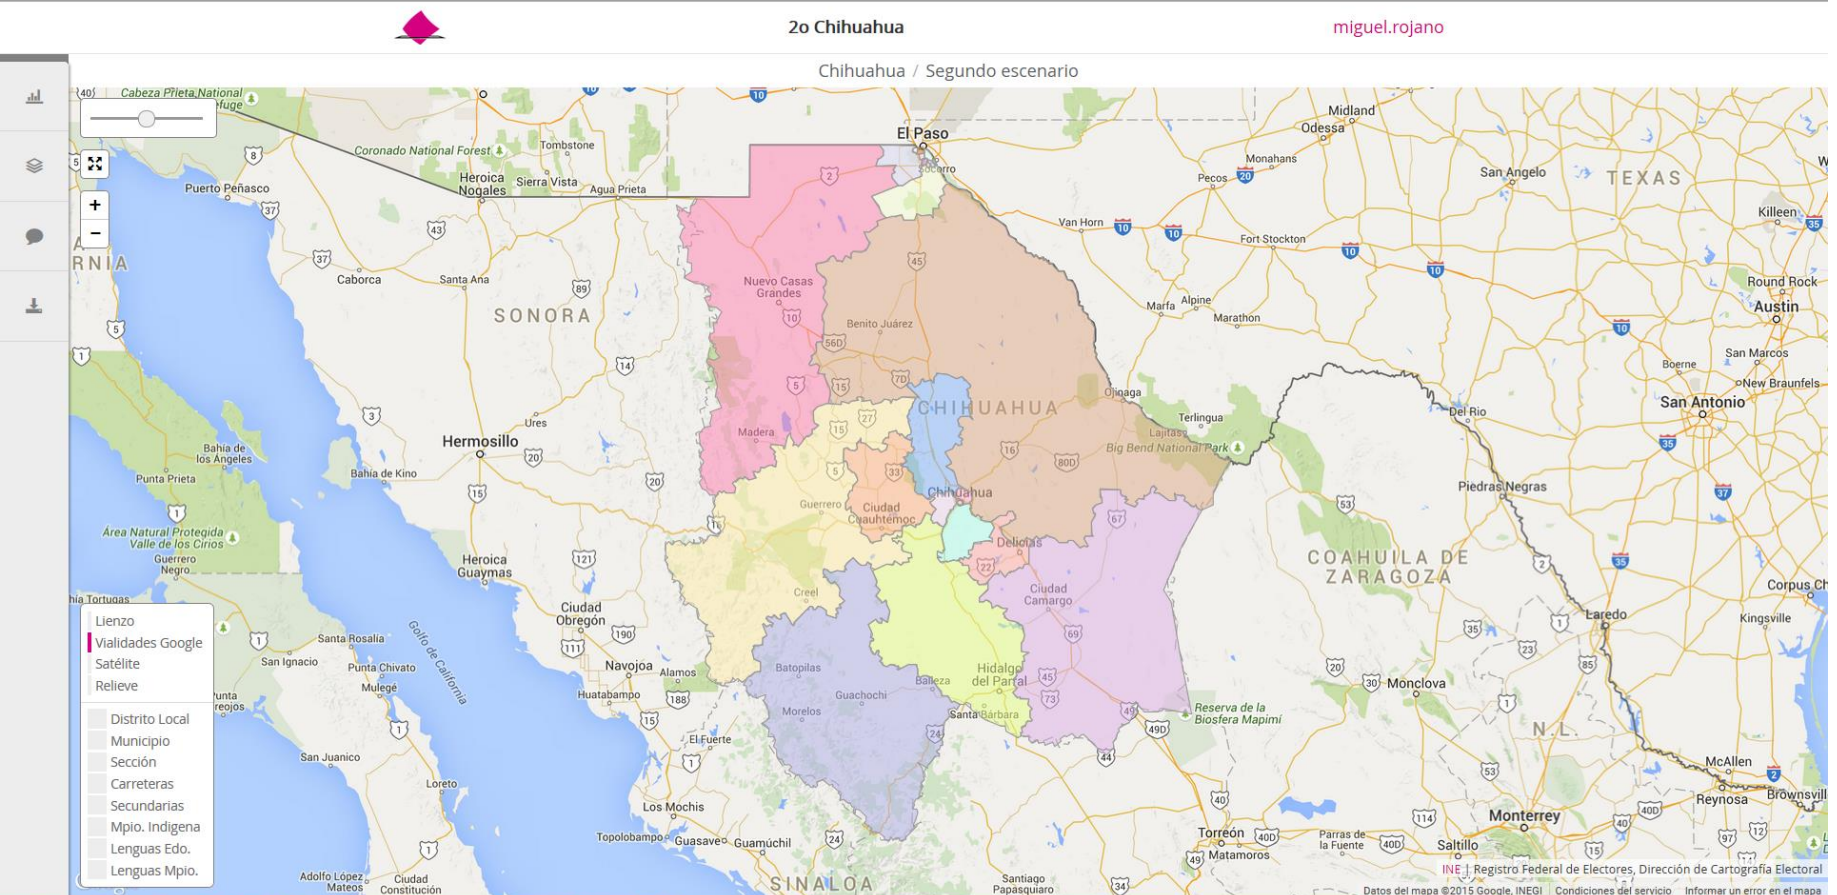 2o Chihuahua
miguel.rojano
Chihuahua / Segundo escenario
Cabeza Prieta National
Coronado National Forest
Tombstone
El Paso
Socorro
Midland
Odessa
Monahans
Pecos
San Angelo
TEXAS
Puerto Peñasco
Heroica
Nogales
Sierra Vista
Agua Prieta
Van Horn
Fort Stockton
Killeen
Caborca
Santa Ana
SONORA
Nuevo Casas
Grandes
Marfa
Alpine
Marathon
Round Rock
Austin
Benito Juárez
San Marcos
Boerne
New Braunfels
San Antonio
Ojinaga
CHIHUAHUA
Terlingua
Lajitas
Big Bend National Park
Del Rio
Ures
Hermosillo
Madera
Bahía de
los Ángeles
Bahía de Kino
Punta Prieta
Guerrero
Ciudad
Cuauhtémoc
Chihuahua
Delicias
Piedras Negras
Área Natural Protegida
Valle de los Cirios
Guerrero
Negro
Heroica
Guaymas
COAHUILA DE
ZARAGOZA
Creel
Ciudad
Camargo
Corpus Ch
Kingsville
Laredo
hía Tortugas
Ciudad
Obregón
Golfo de California
Santa Rosalía
San Ignacio
Punta Chivato
Mulegé
Navojoa
Alamos
Huatabampo
Batopilas
Guachochi
Morelos
Balleza
Hidalgo
del Parral
Santa Bárbara
Monclova
Reserva de la
Biosfera Mapimí
N.L.
San Juanico
El Fuerte
Loreto
Los Mochis
Topolobampo
Guasave
Guamúchil
McAllen
Reynosa
Brownsvill
Monterrey
Torreón
Matamoros
Parras de
la Fuente
Saltillo
Adolfo López
Mateos
Ciudad
Constitución
SINALOA
Santiago
Papasquiaro
Lienzo
Vialidades Google
Satélite
Relieve
Distrito Local
Municipio
Sección
Carreteras
Secundarias
Mpio. Indigena
Lenguas Edo.
Lenguas Mpio.
INE | Registro Federal de Electores, Dirección de Cartografía Electoral
Datos del mapa ©2015 Google, INEGI
Condiciones del servicio
Informar un error en el mapa